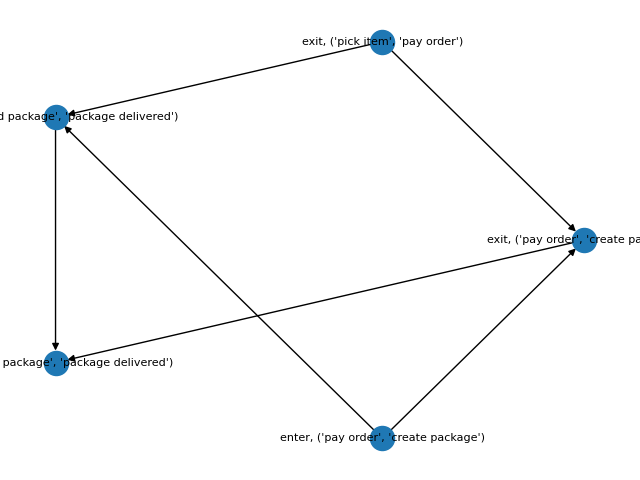 exit, ('pick item', 'pay order')
d package', 'package delivered')
exit, ('pay order', 'create pa
package', 'package delivered')
enter, ('pay order', 'create package')